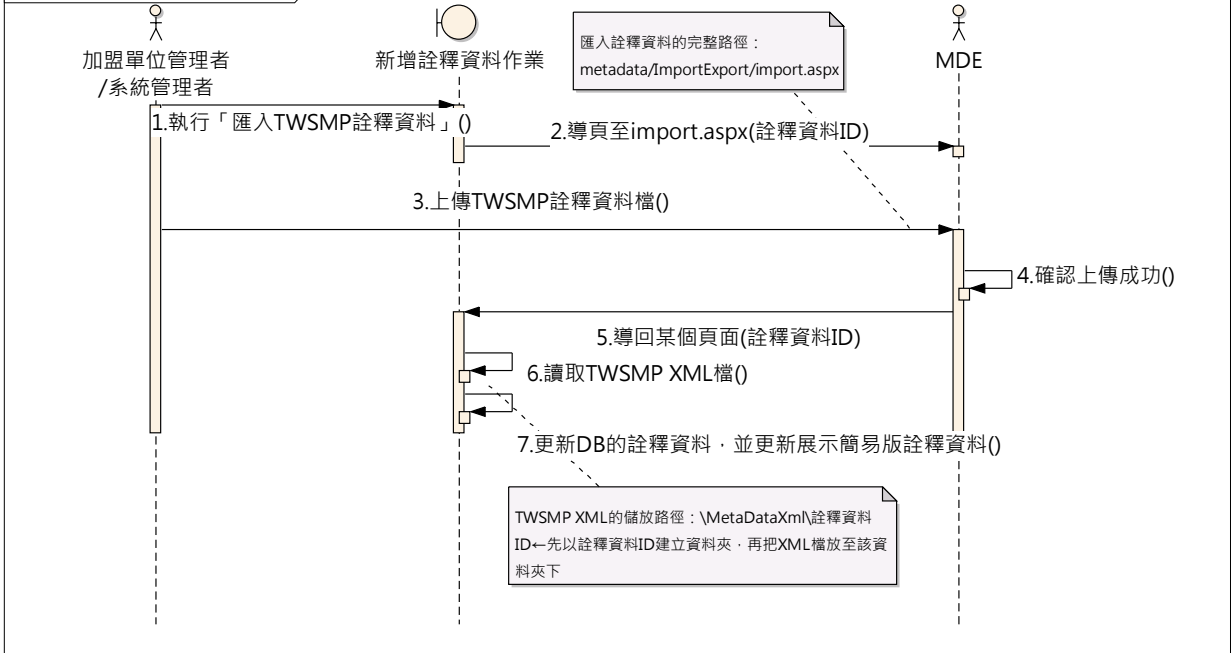 加盟單位管理者
/系統管理者
新增詮釋資料作業
匯入詮釋資料的完整路徑：
metadata/ImportExport/import.aspx
MDE
1.執行「匯入TWSMP詮釋資料」()
2.導頁至import.aspx(詮釋資料ID)
3.上傳TWSMP詮釋資料檔()
4.確認上傳成功()
5.導回某個頁面(詮釋資料ID)
6.讀取TWSMP XML檔()
7.更新DB的詮釋資料，並更新展示簡易版詮釋資料()
TWSMP XML的儲放路徑：\MetaDataXml\詮釋資料
ID←先以詮釋資料ID建立資料夾，再把XML檔放至該資
料夾下